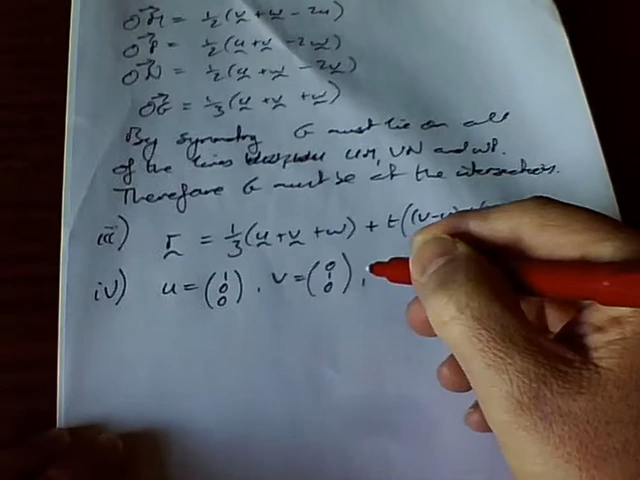 OM = 1/2(u+w-2u)
OP = 1/2(u+v-2w)
ON = 1/2(u+w-2v)
OG = 1/3(u+v+w)
By symmetry G must lie on all
of the lines UM, VN and WP.
Therefore G must be at the intersection.
iii) r = 1/3(u+v+w) + t((v-u)
iv) u = (1 0 0), v = (0 1 0),